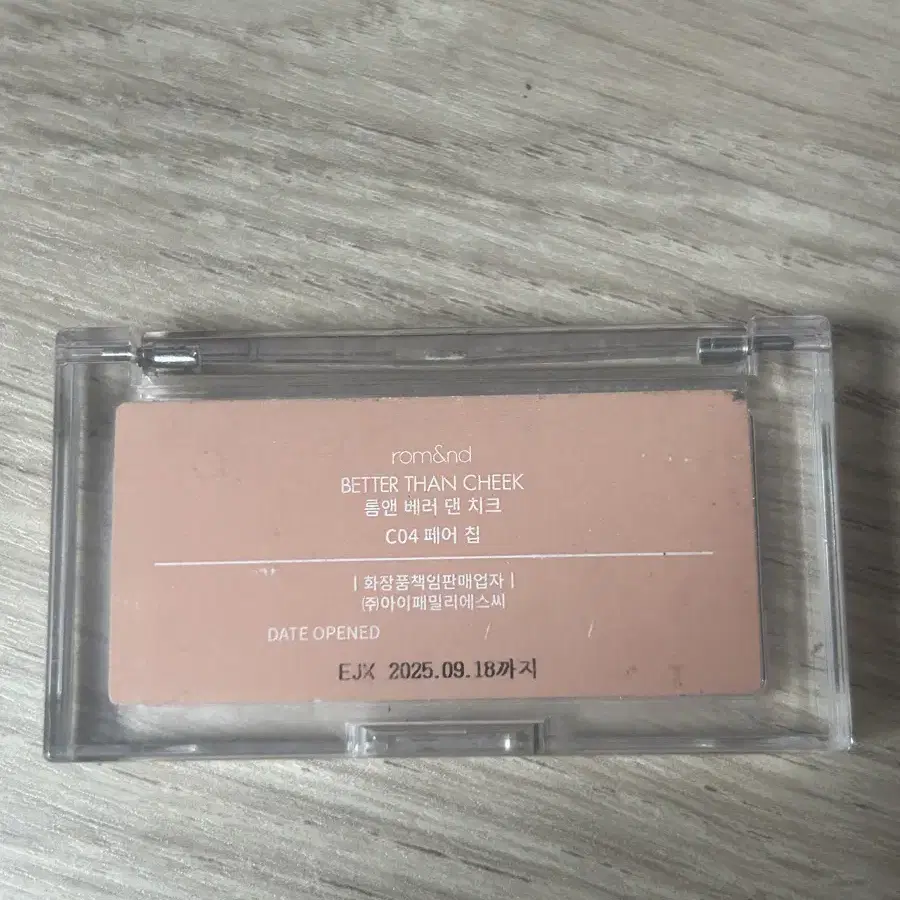 rom&nd
BETTER THAN CHEEK
롬앤 베러 댄 치크
C04 페어 칩
| 화장품책임판매업자 |
㈜아이패밀리에스씨
DATE OPENED / /
EJX 2025.09.18까지